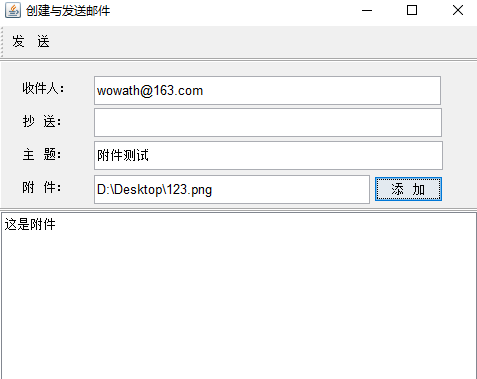 创建与发送邮件
发 送
收件人： wowath@163.com
抄 送：
主 题： 附件测试
附 件： D:\Desktop\123.png 添 加
这是附件